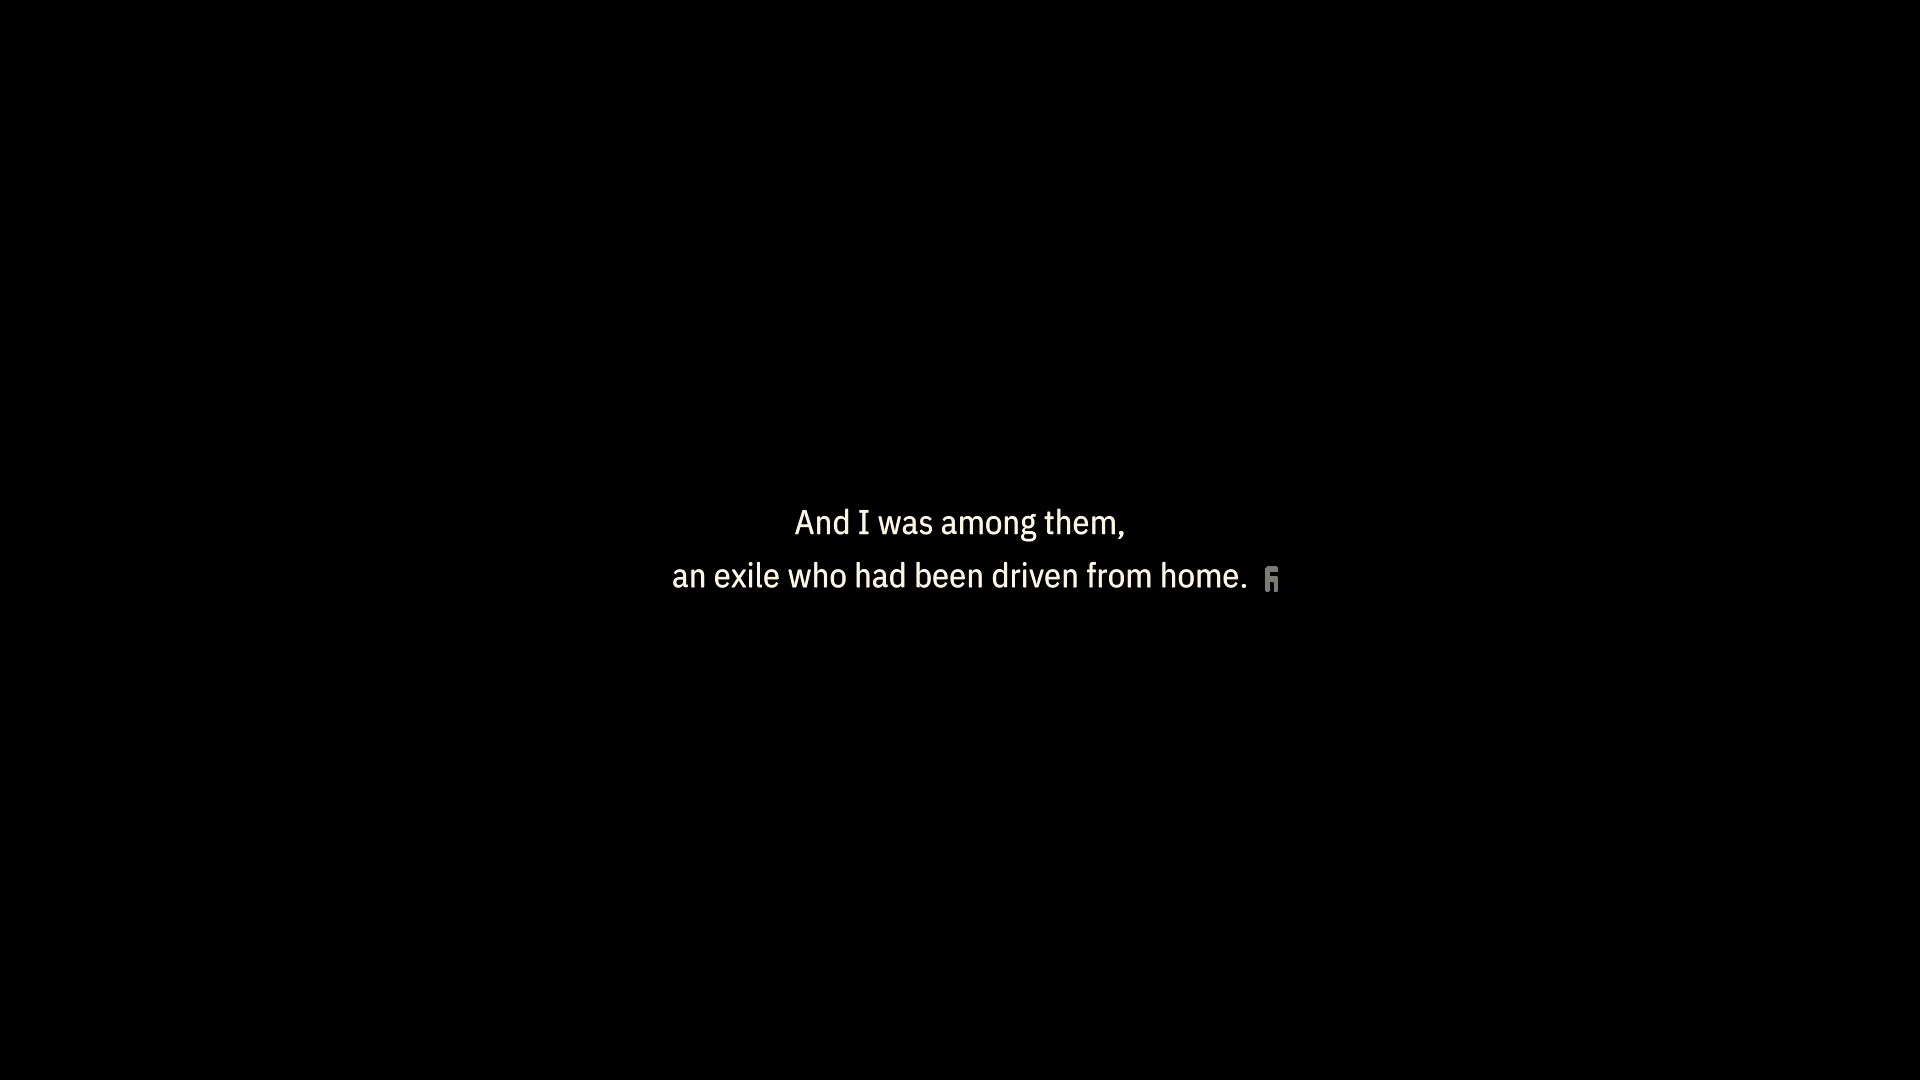 And I was among them,
an exile who had been driven from home.